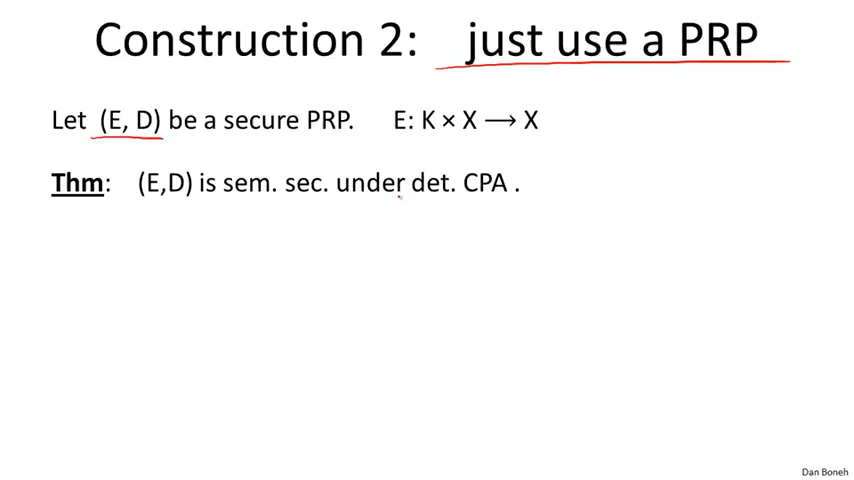 Construction 2: just use a PRP
Let (E, D) be a secure PRP. E: K × X ⟶ X
Thm: (E,D) is sem. sec. under det. CPA .
Dan Boneh